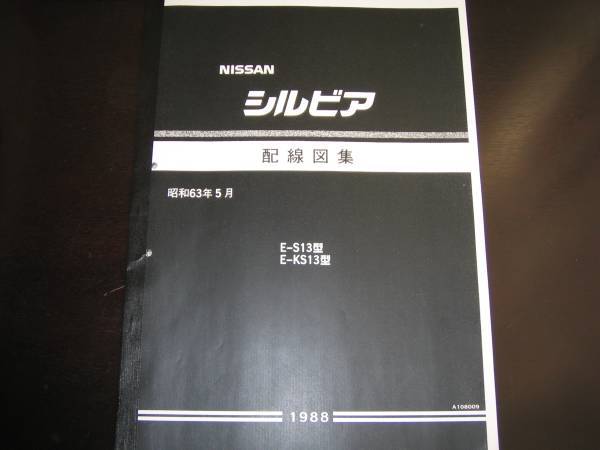 NISSAN
シルビア
配線図集
昭和63年5月
E-S13型
E-KS13型
A108009
1988